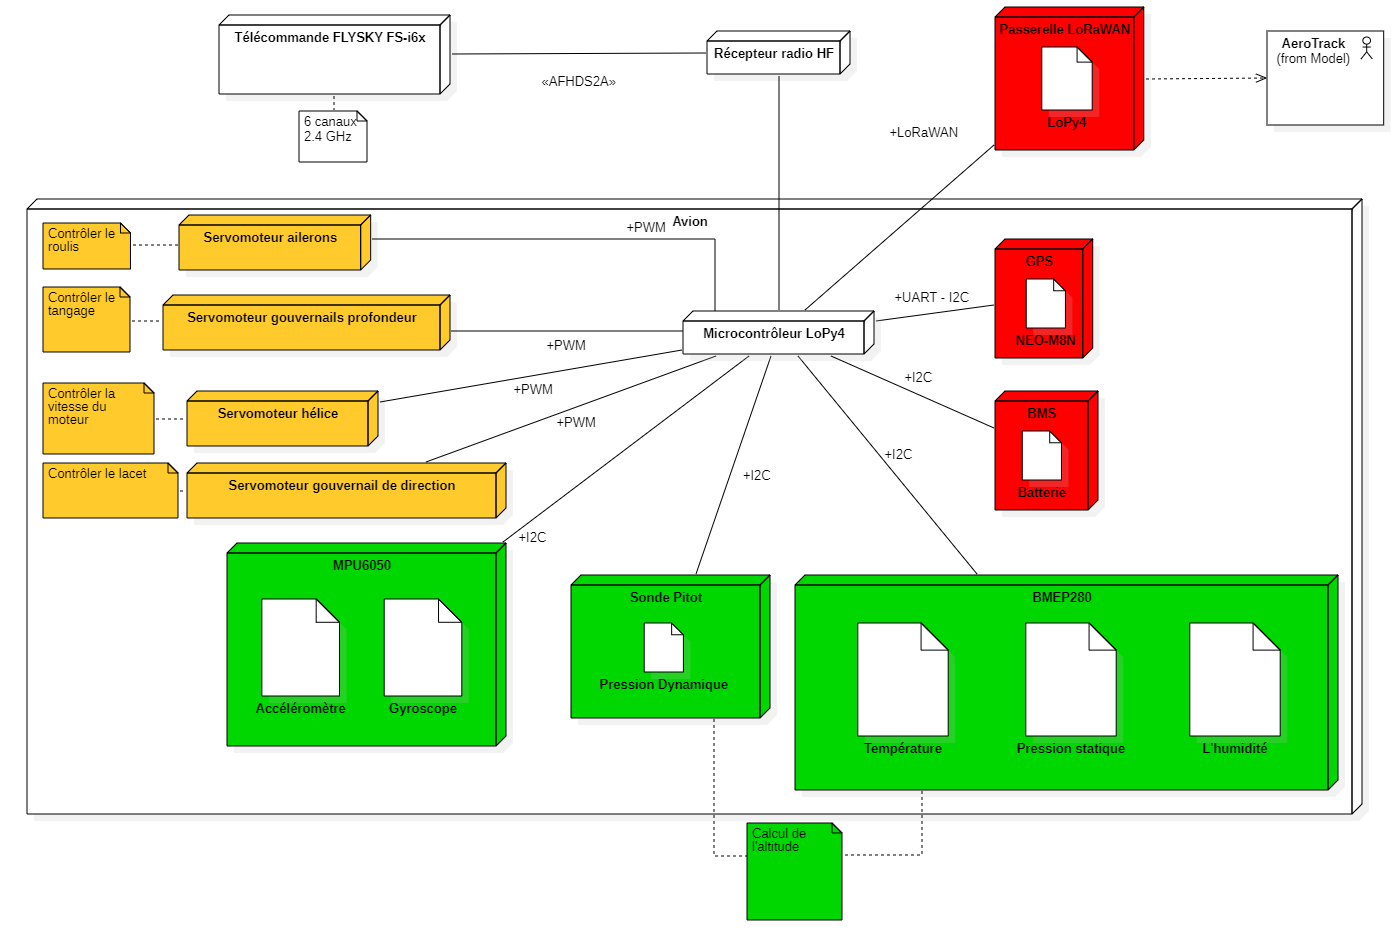 Télécommande FLYSKY FS-i6x
6 canaux
2.4 GHz
«AFHDS2A»
Récepteur radio HF
Passerelle LoRaWAN
LoPy4
AeroTrack
(from Model)
+LoRaWAN
Avion
Contrôler le
roulis
Servomoteur ailerons
+PWM
Contrôler le
tangage
Servomoteur gouvernails profondeur
+PWM
Microcontrôleur LoPy4
+UART - I2C
GPS
NEO-M8N
Contrôler la
vitesse du
moteur
Servomoteur hélice
+PWM
+I2C
BMS
Batterie
Contrôler le lacet
Servomoteur gouvernail de direction
+PWM
+I2C
+I2C
+I2C
MPU6050
Accéléromètre
Gyroscope
Sonde Pitot
Pression Dynamique
BMEP280
Température
Pression statique
L'humidité
Calcul de
l'altitude